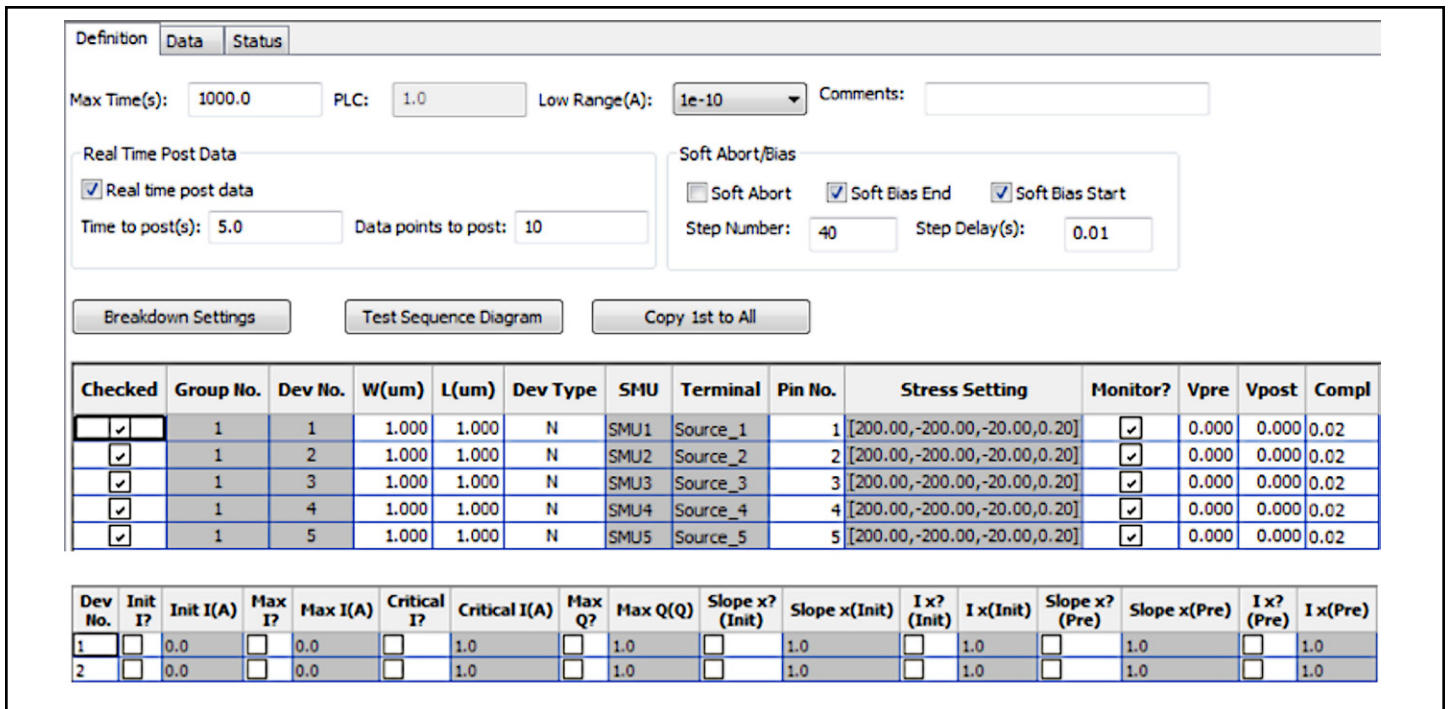 Definition Data Status
Max Time(s): 1000.0 PLC: 1.0 Low Range(A): 1e-10 Comments:
Real Time Post Data Soft Abort/Bias
Real time post data Soft Abort Soft Bias End Soft Bias Start
Time to post(s): 5.0 Data points to post: 10 Step Number: 40 Step Delay(s): 0.01
Breakdown Settings Test Sequence Diagram Copy 1st to All
Checked Group No. Dev No. W(um) L(um) Dev Type SMU Terminal Pin No. Stress Setting Monitor? Vpre Vpost Compl
1 1 1.000 1.000 N SMU1 Source_1 1 [200.00,-200.00,-20.00,0.20] 0.000 0.000 0.02
1 2 1.000 1.000 N SMU2 Source_2 2 [200.00,-200.00,-20.00,0.20] 0.000 0.000 0.02
1 3 1.000 1.000 N SMU3 Source_3 3 [200.00,-200.00,-20.00,0.20] 0.000 0.000 0.02
1 4 1.000 1.000 N SMU4 Source_4 4 [200.00,-200.00,-20.00,0.20] 0.000 0.000 0.02
1 5 1.000 1.000 N SMU5 Source_5 5 [200.00,-200.00,-20.00,0.20] 0.000 0.000 0.02
Dev No. Init I? Init I(A) Max I? Max I(A) Critical I? Critical I(A) Max Q? Max Q(Q) Slope x? (Init) Slope x(Init) I x? (Init) I x(Init) Slope x? (Pre) Slope x(Pre) I x? (Pre) I x(Pre)
1 0.0 0.0 1.0 1.0 1.0 1.0 1.0 1.0
2 0.0 0.0 1.0 1.0 1.0 1.0 1.0 1.0